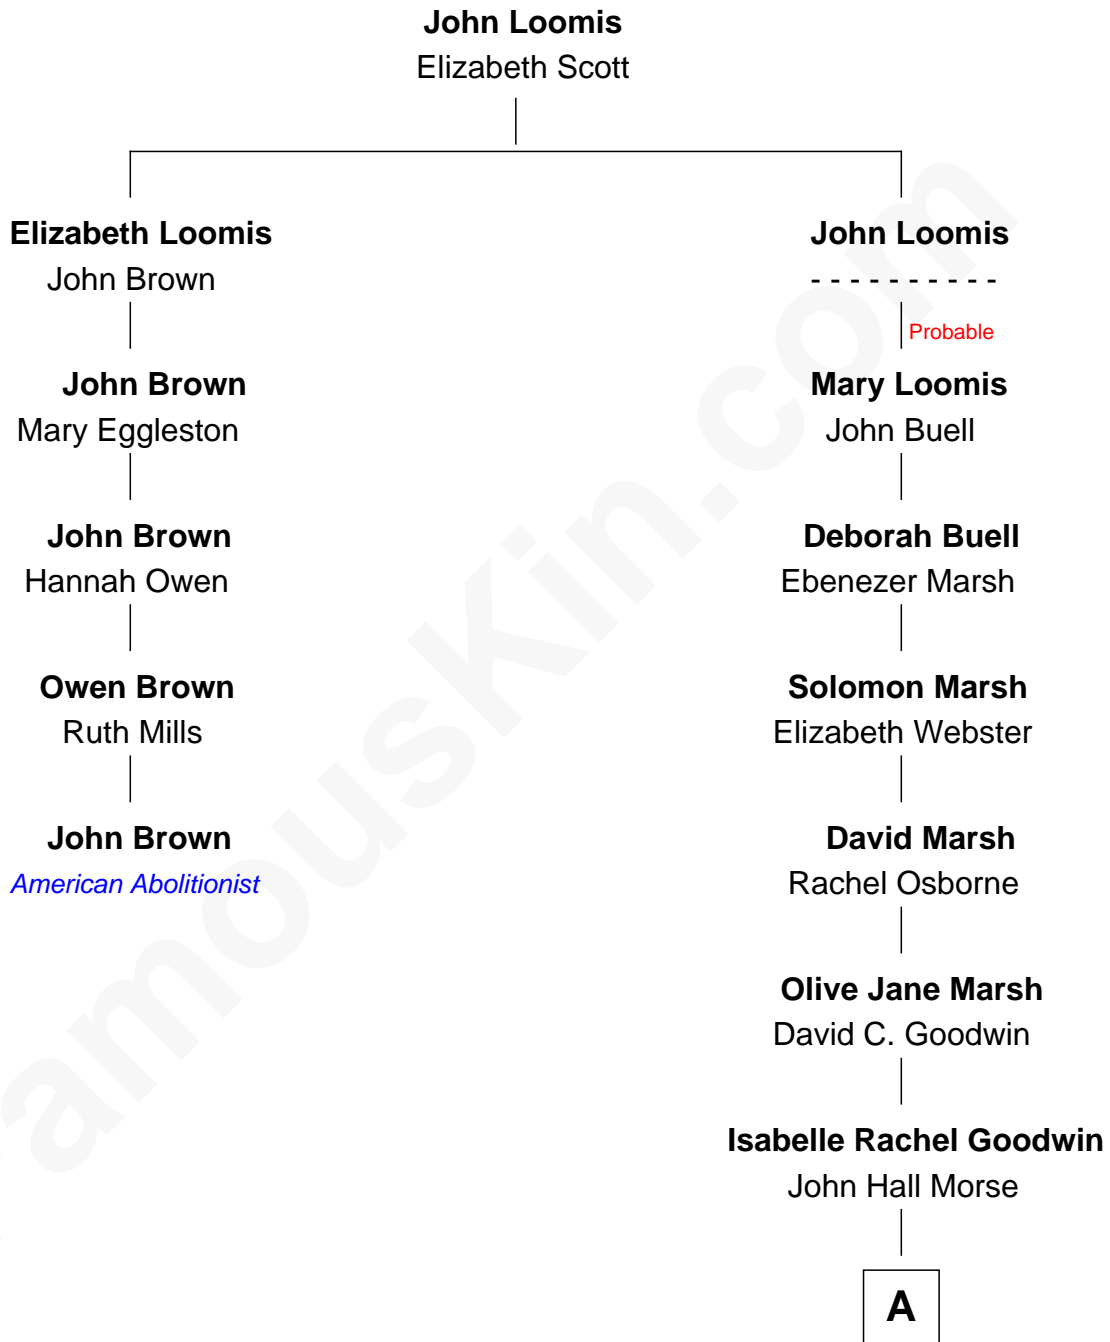 John Loomis
Elizabeth Scott
Elizabeth Loomis
John Brown
John Loomis
- - - - - - - - - -
Probable
John Brown
Mary Eggleston
Mary Loomis
John Buell
John Brown
Hannah Owen
Deborah Buell
Ebenezer Marsh
Owen Brown
Ruth Mills
Solomon Marsh
Elizabeth Webster
John Brown
American Abolitionist
David Marsh
Rachel Osborne
Olive Jane Marsh
David C. Goodwin
Isabelle Rachel Goodwin
John Hall Morse
A
amouskin.com